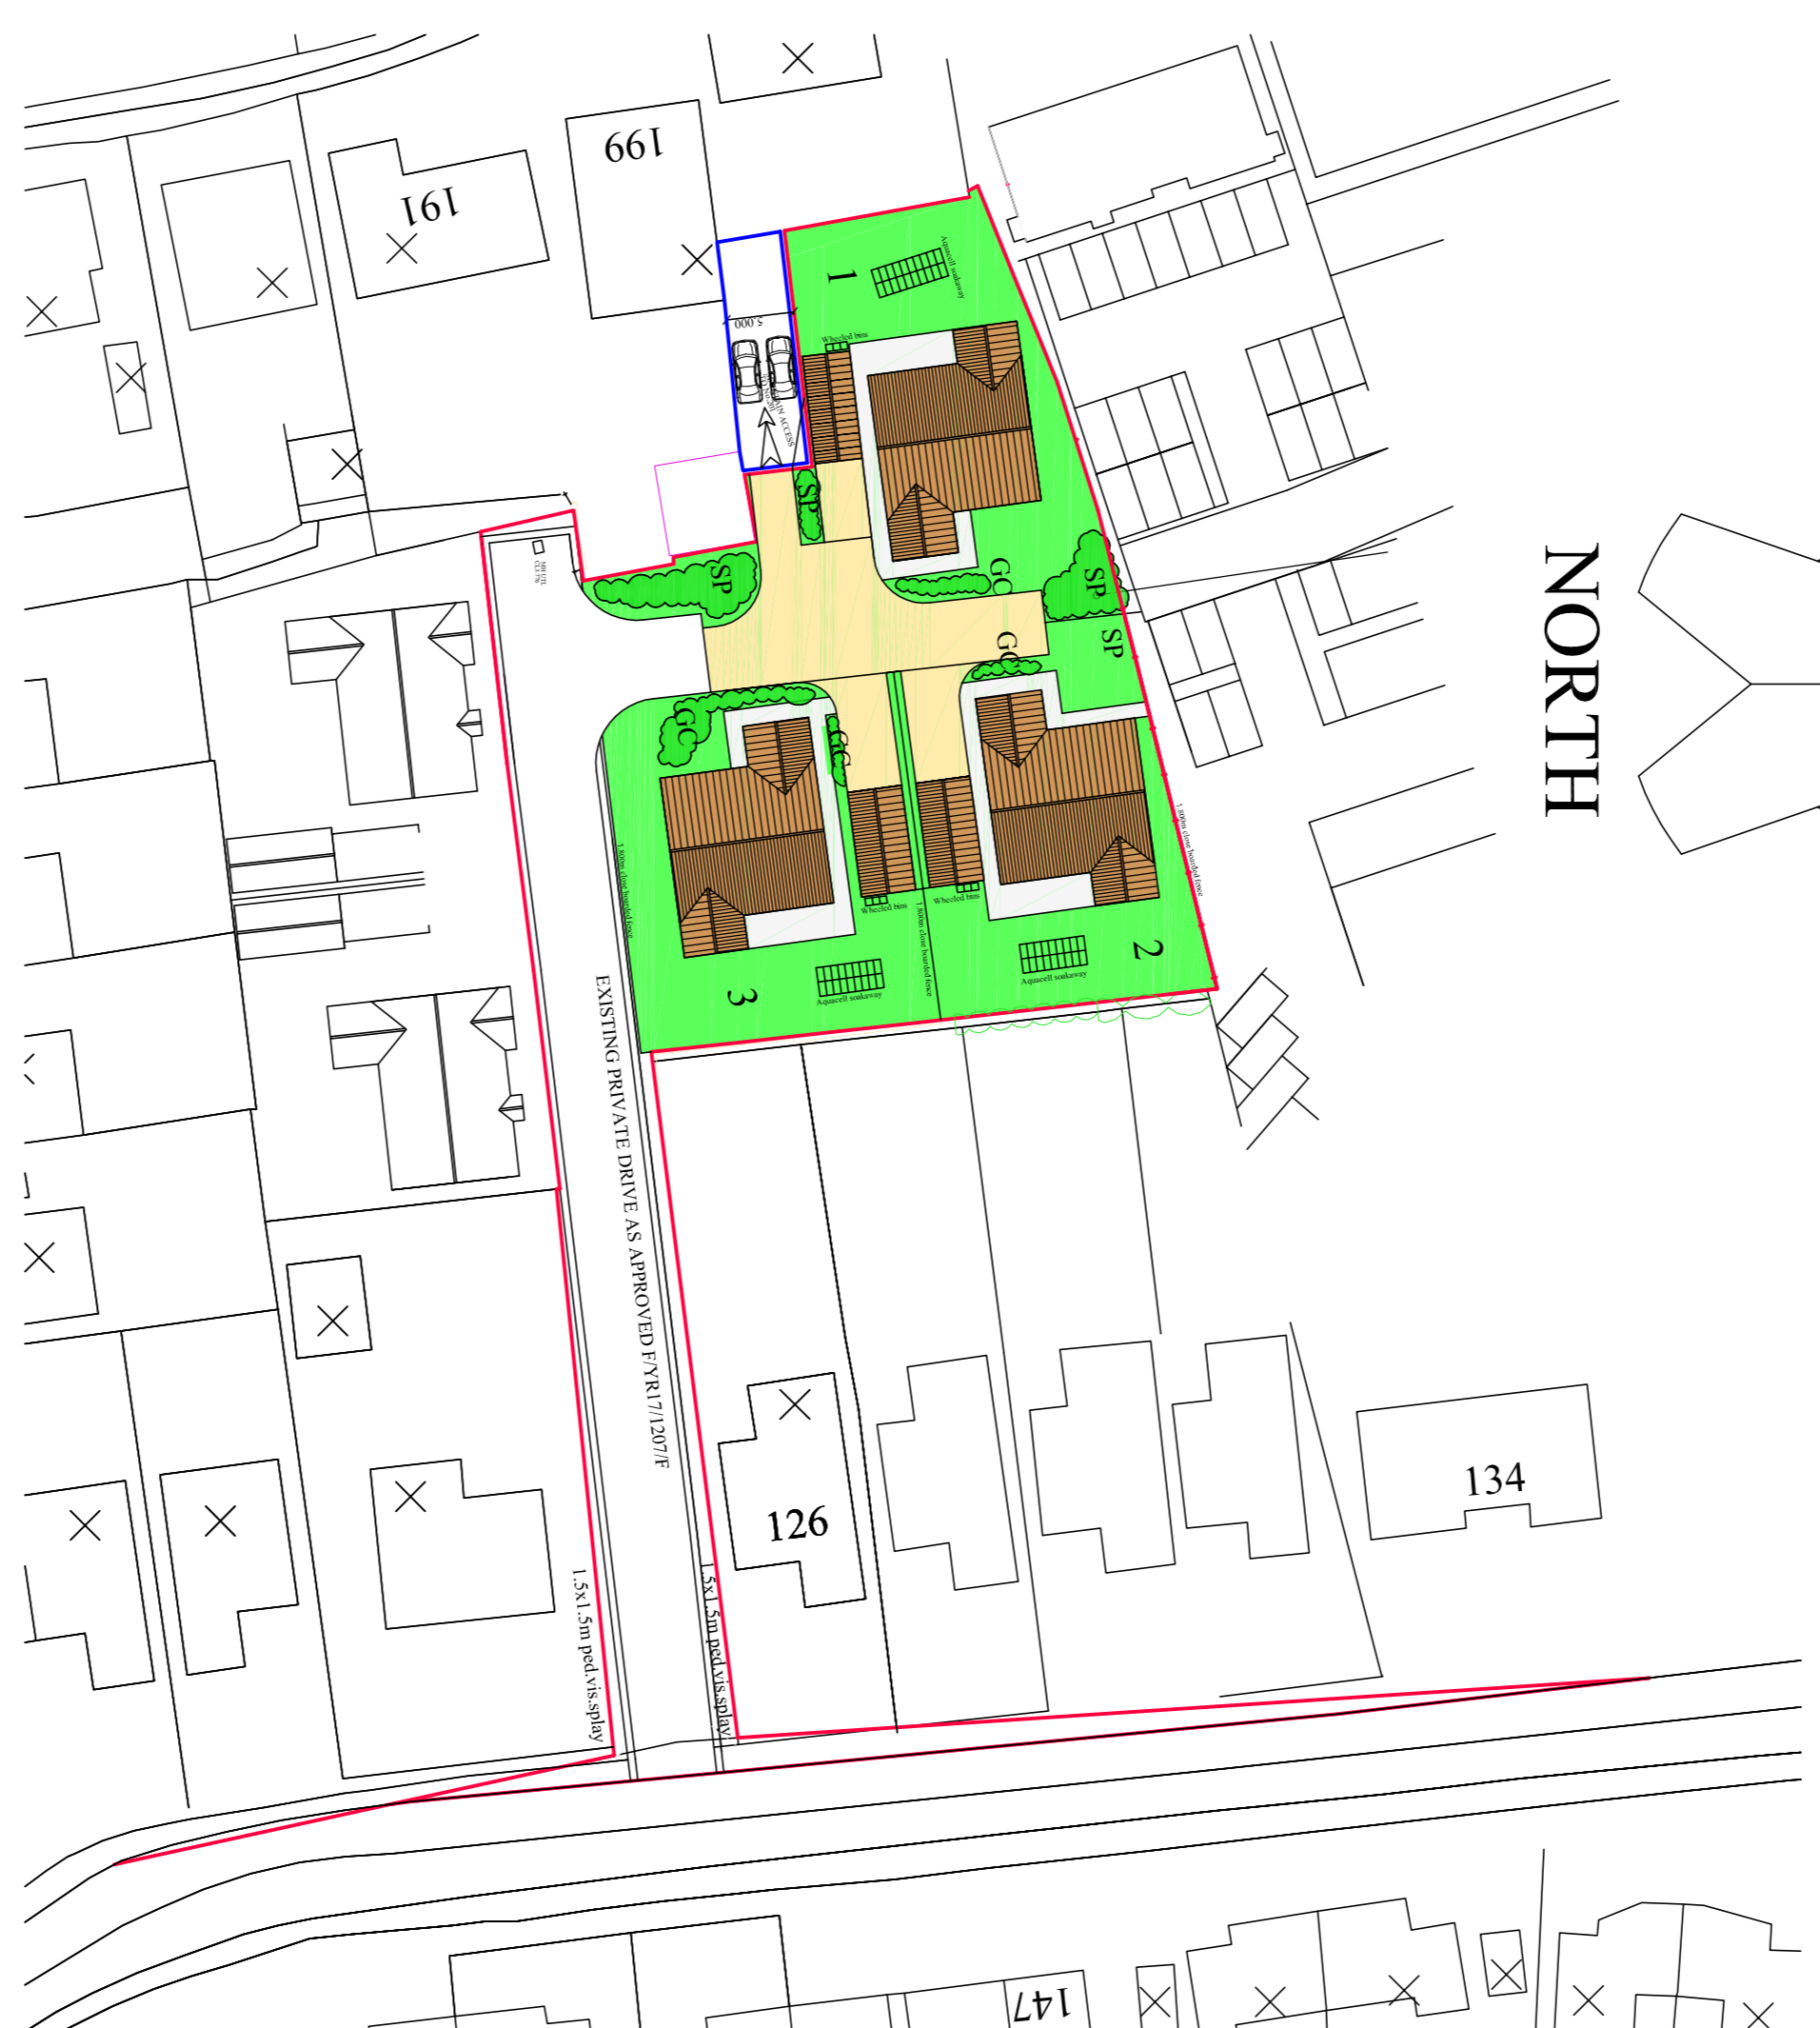 199
191
1
Aquacell soakaway
5.000
Wheeled bins
SP
SP
GC
SP
NORTH
GC
SP
GC
GC
1.800m close boarded fence
1.800m close boarded fence
Wheeled bins
Wheeled bins
1.800m close boarded fence
2
Aquacell soakaway
3
Aquacell soakaway
EXISTING PRIVATE DRIVE AS APPROVED F/YR17/1207/F
126
134
1.5x1.5m ped.vis.splay
.5x1.5m ped.vis.splay
147